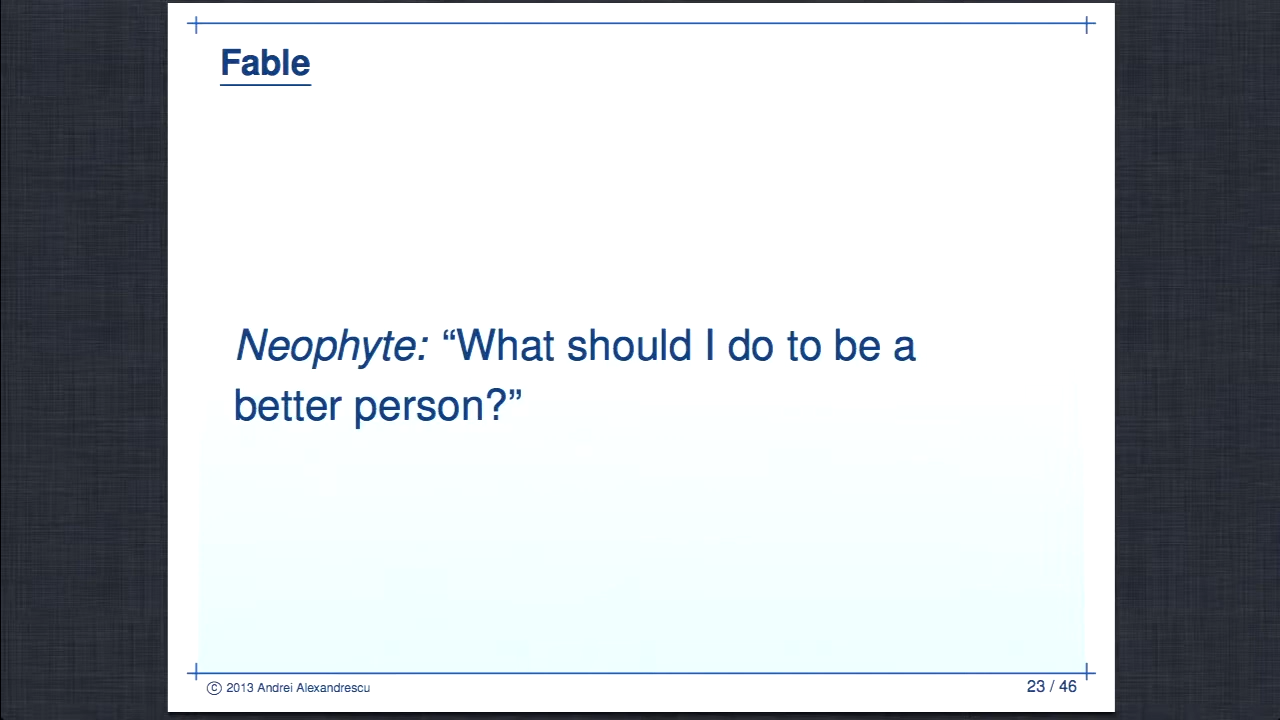 Fable
Neophyte: “What should I do to be a
better person?”
© 2013 Andrei Alexandrescu
23 / 46